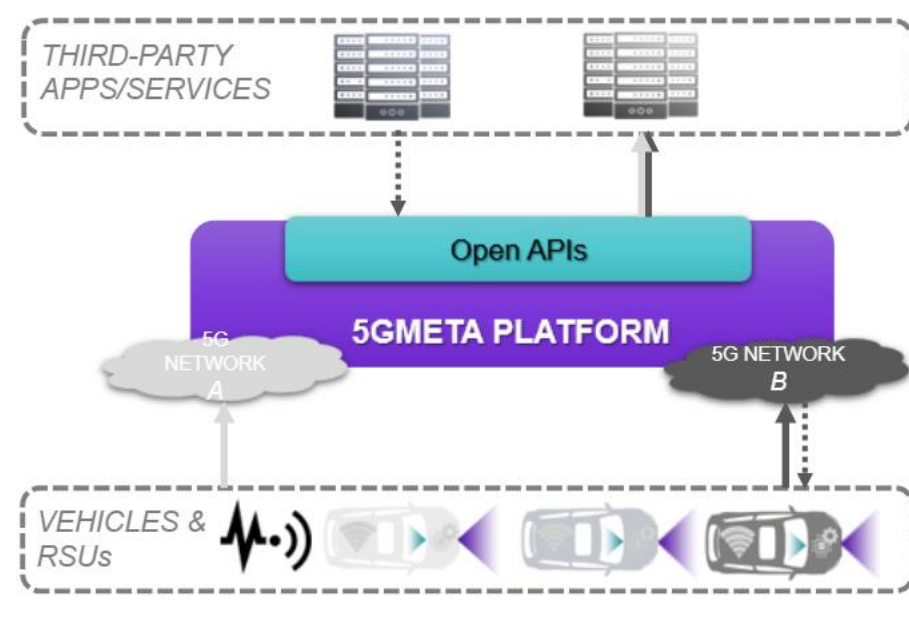 THIRD-PARTY
APPS/SERVICES
Open APIs
5GMETA PLATFORM
5G
NETWORK
A
5G NETWORK
B
VEHICLES &
RSUs